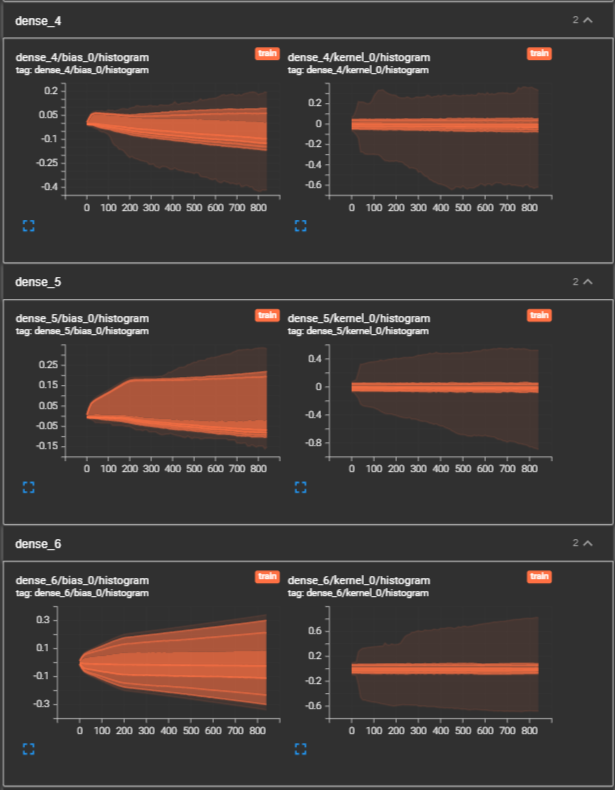 dense_4 2
dense_4/bias_0/histogram train
tag: dense_4/bias_0/histogram
0.2
0.05
-0.1
-0.25
-0.4
0 100 200 300 400 500 600 700 800
dense_4/kernel_0/histogram train
tag: dense_4/kernel_0/histogram
0.2
0
-0.2
-0.4
-0.6
0 100 200 300 400 500 600 700 800
dense_5 2
dense_5/bias_0/histogram train
tag: dense_5/bias_0/histogram
0.25
0.15
0.05
-0.05
-0.15
0 100 200 300 400 500 600 700 800
dense_5/kernel_0/histogram train
tag: dense_5/kernel_0/histogram
0.4
0
-0.4
-0.8
0 100 200 300 400 500 600 700 800
dense_6 2
dense_6/bias_0/histogram train
tag: dense_6/bias_0/histogram
0.3
0.1
-0.1
-0.3
0 100 200 300 400 500 600 700 800
dense_6/kernel_0/histogram train
tag: dense_6/kernel_0/histogram
0.6
0.2
-0.2
-0.6
0 100 200 300 400 500 600 700 800